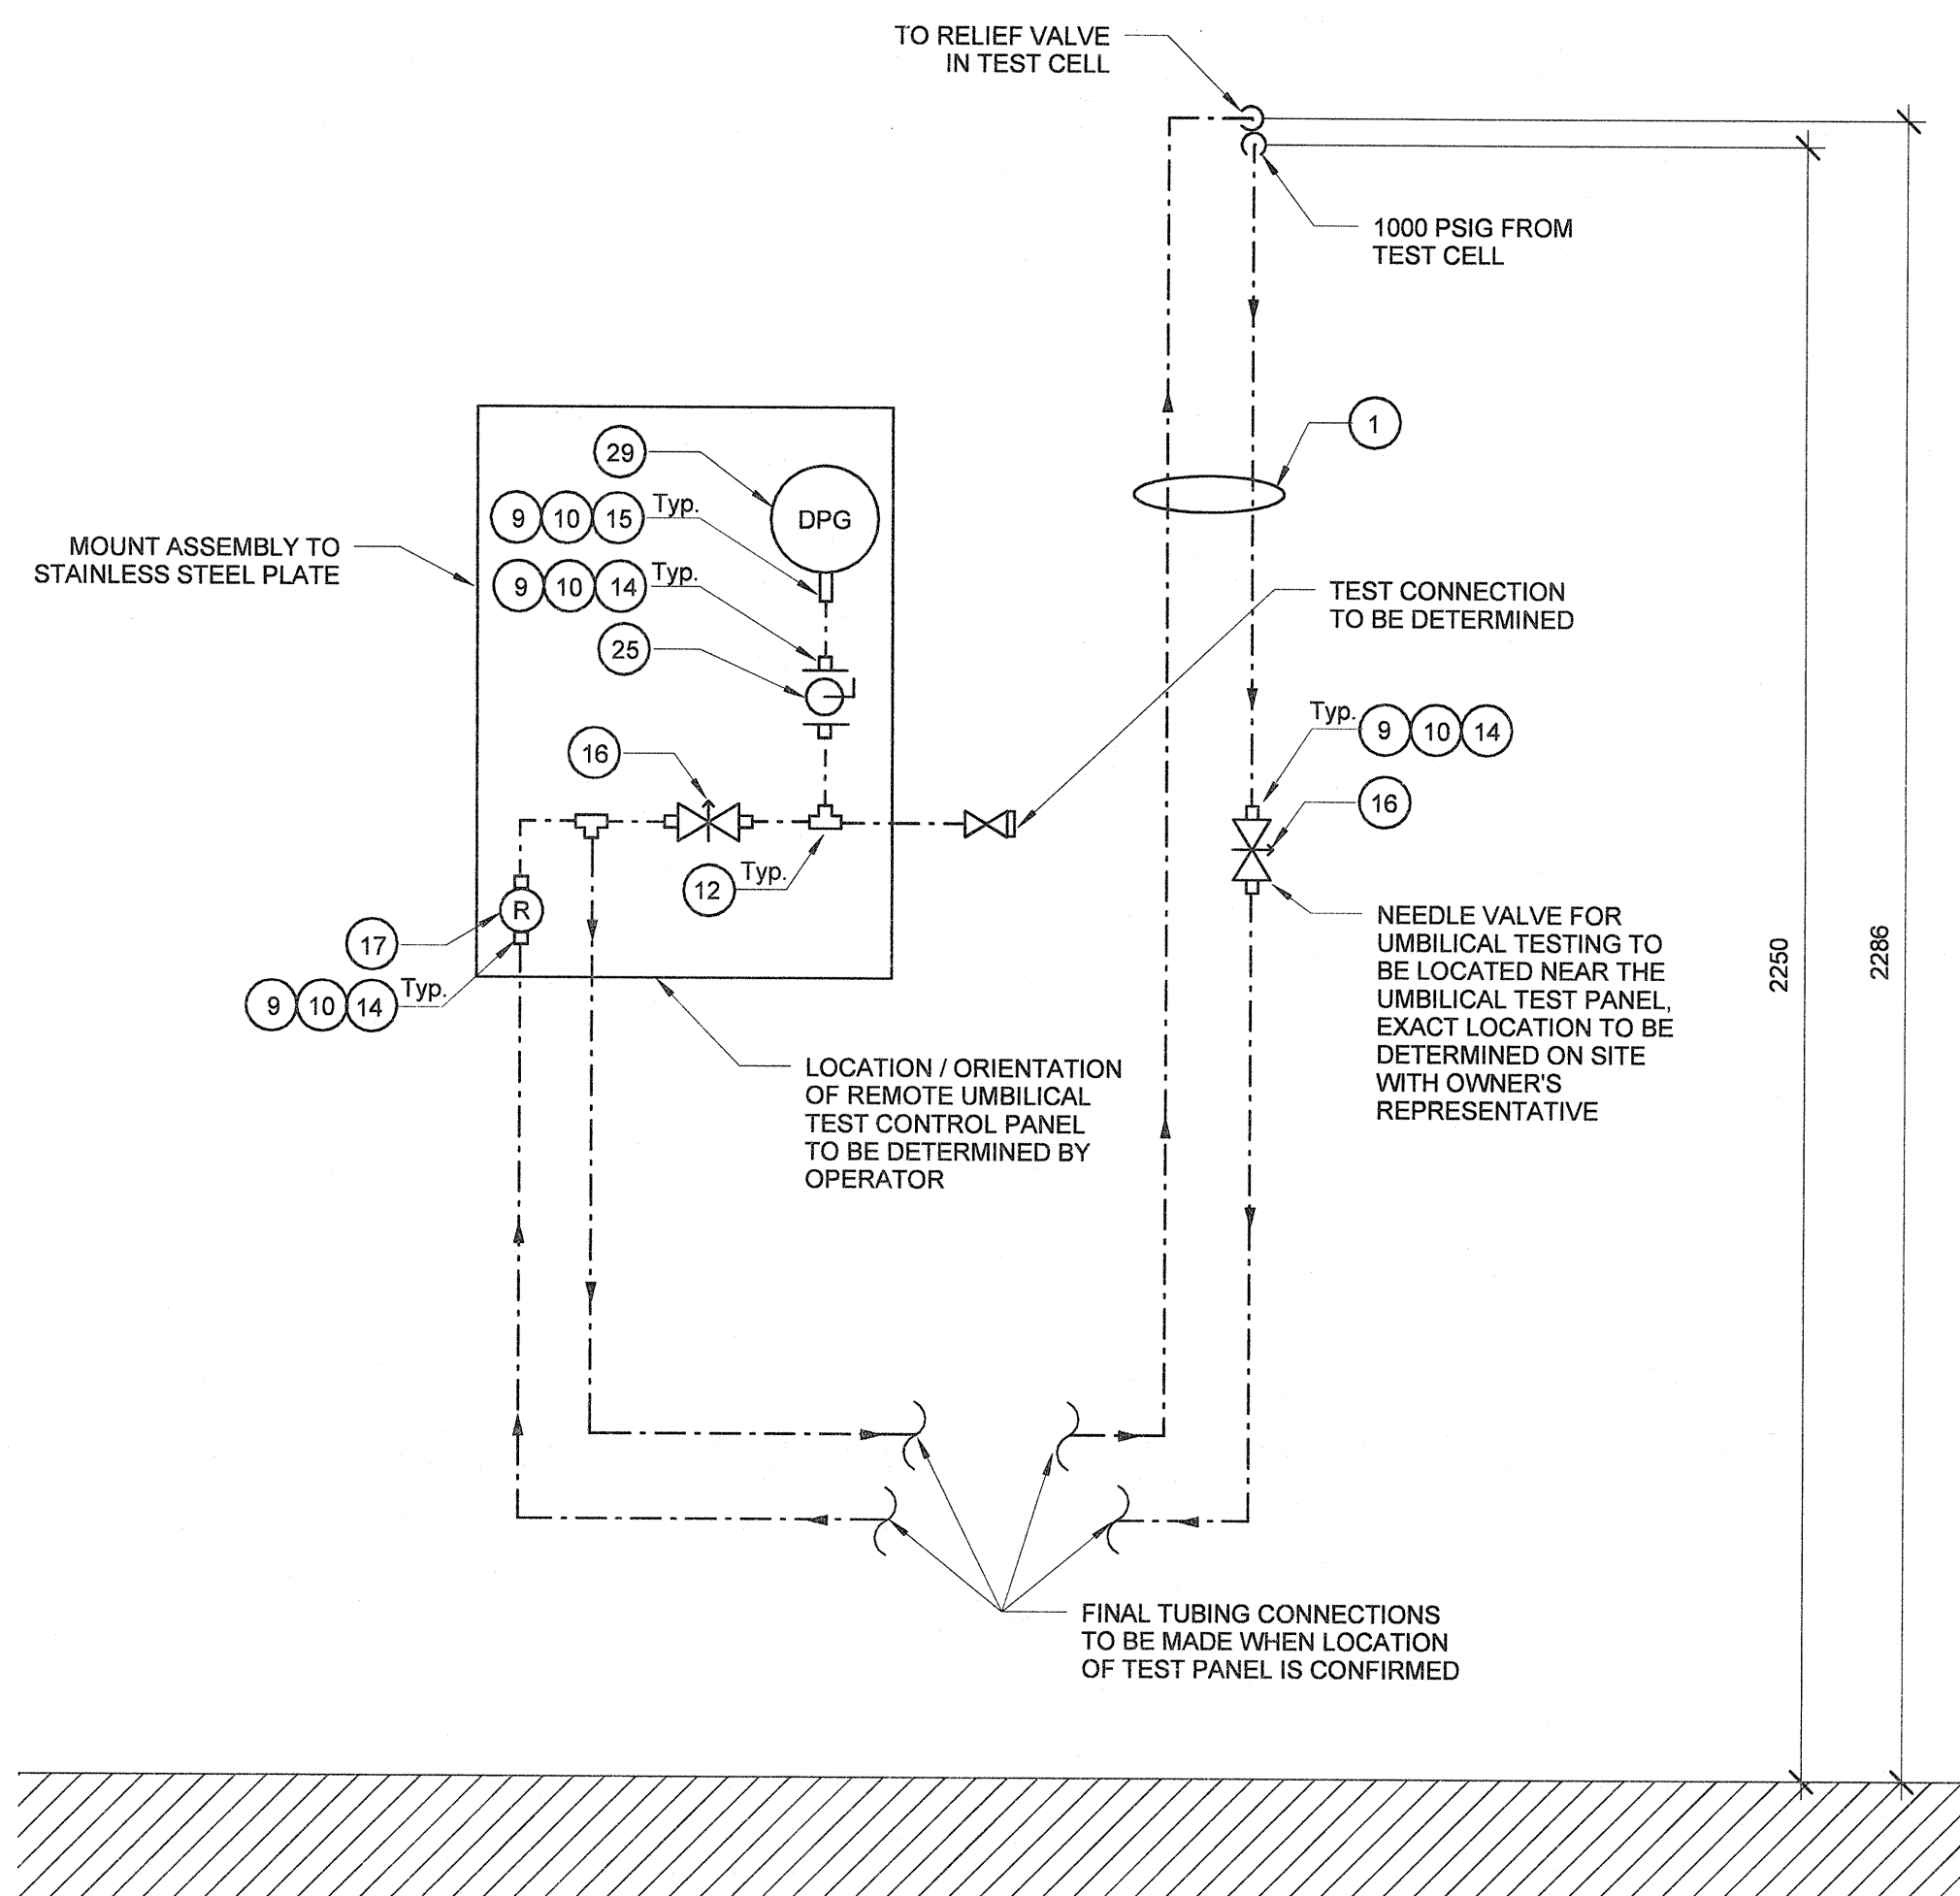 TO RELIEF VALVE
IN TEST CELL
1000 PSIG FROM
TEST CELL
1
29
DPG
9 10 15 Typ.
MOUNT ASSEMBLY TO
STAINLESS STEEL PLATE
9 10 14 Typ.
25
TEST CONNECTION
TO BE DETERMINED
Typ. 9 10 14
16
16
12 Typ.
R
17
9 10 14 Typ.
NEEDLE VALVE FOR
UMBILICAL TESTING TO
BE LOCATED NEAR THE
UMBILICAL TEST PANEL,
EXACT LOCATION TO BE
DETERMINED ON SITE
WITH OWNER'S
REPRESENTATIVE
2250
2286
LOCATION / ORIENTATION
OF REMOTE UMBILICAL
TEST CONTROL PANEL
TO BE DETERMINED BY
OPERATOR
FINAL TUBING CONNECTIONS
TO BE MADE WHEN LOCATION
OF TEST PANEL IS CONFIRMED